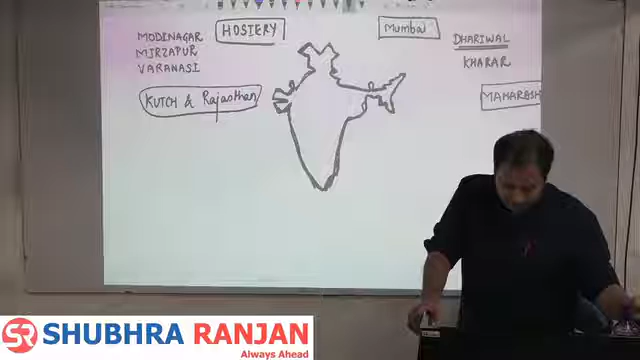 MODINAGAR
MIRZAPUR
VARANASI
HOSIERY
KUTCH & Rajasthan
Mumbai
DHARIWAL
KHARAR
MAHARASH
SR SHUBHRA RANJAN
Always Ahead